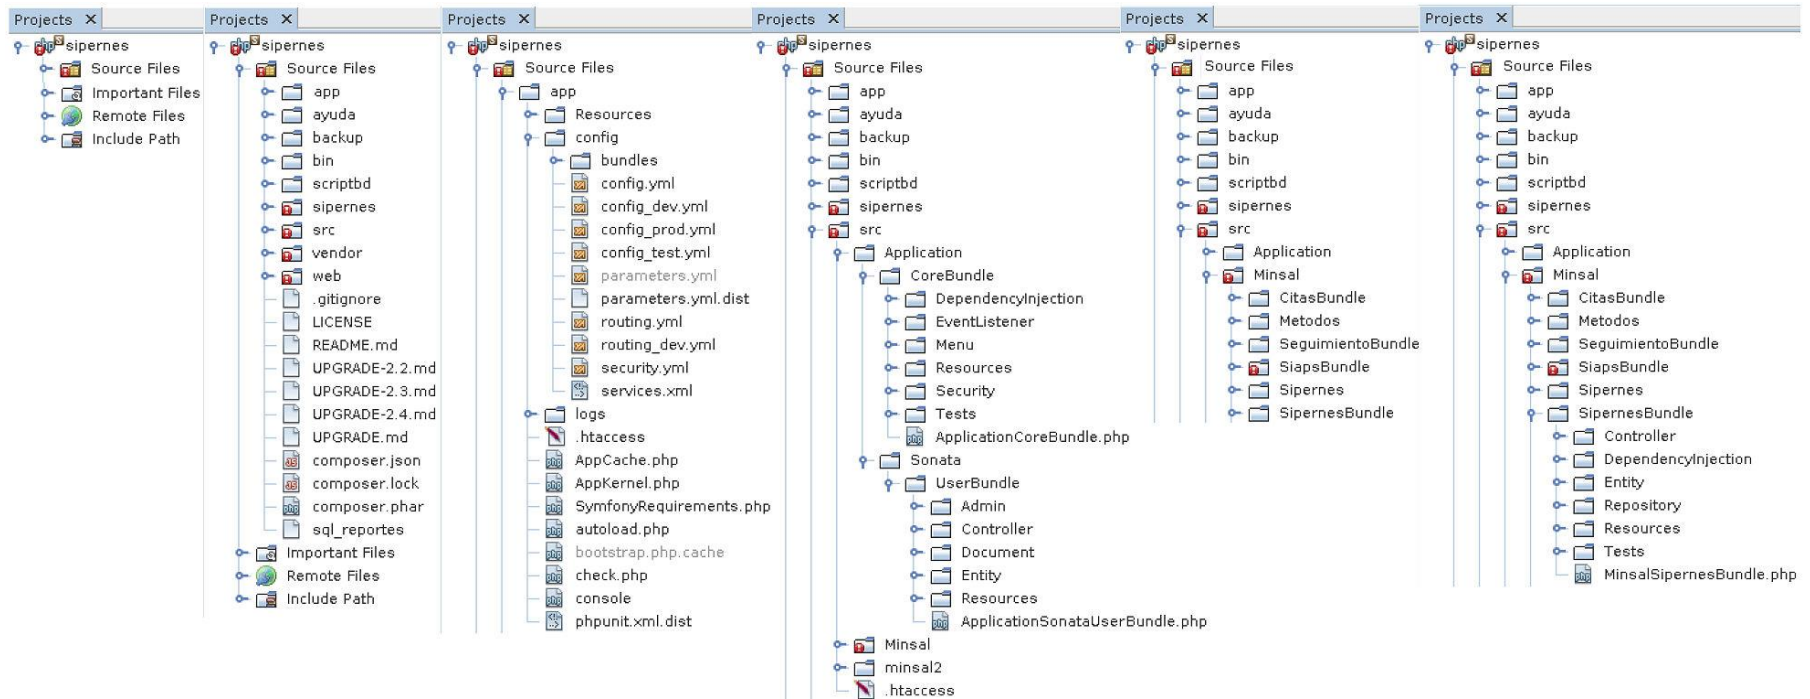 Projects
sipernes
Source Files
Important Files
Remote Files
Include Path
Projects
sipernes
Source Files
app
ayuda
backup
bin
scriptbd
sipernes
src
vendor
web
.gitignore
LICENSE
README.md
UPGRADE-2.2.md
UPGRADE-2.3.md
UPGRADE-2.4.md
UPGRADE.md
composer.json
composer.lock
composer.phar
sql_reportes
Important Files
Remote Files
Include Path
Projects
sipernes
Source Files
app
Resources
config
bundles
config.yml
config_dev.yml
config_prod.yml
config_test.yml
parameters.yml
parameters.yml.dist
routing.yml
routing_dev.yml
security.yml
services.xml
logs
.htaccess
AppCache.php
AppKernel.php
SymfonyRequirements.php
autoload.php
bootstrap.php.cache
check.php
console
phpunit.xml.dist
Projects
sipernes
Source Files
app
ayuda
backup
bin
scriptbd
sipernes
src
Application
CoreBundle
DependencyInjection
EventListener
Menu
Resources
Security
Tests
ApplicationCoreBundle.php
Sonata
UserBundle
Admin
Controller
Document
Entity
Resources
ApplicationSonataUserBundle.php
Minsal
minsal2
.htaccess
Projects
sipernes
Source Files
app
ayuda
backup
bin
scriptbd
sipernes
src
Application
Minsal
CitasBundle
Metodos
SeguimientoBundle
SiapsBundle
Sipernes
SipernesBundle
Projects
sipernes
Source Files
app
ayuda
backup
bin
scriptbd
sipernes
src
Application
Minsal
CitasBundle
Metodos
SeguimientoBundle
SiapsBundle
Sipernes
SipernesBundle
Controller
DependencyInjection
Entity
Repository
Resources
Tests
MinsalSipernesBundle.php